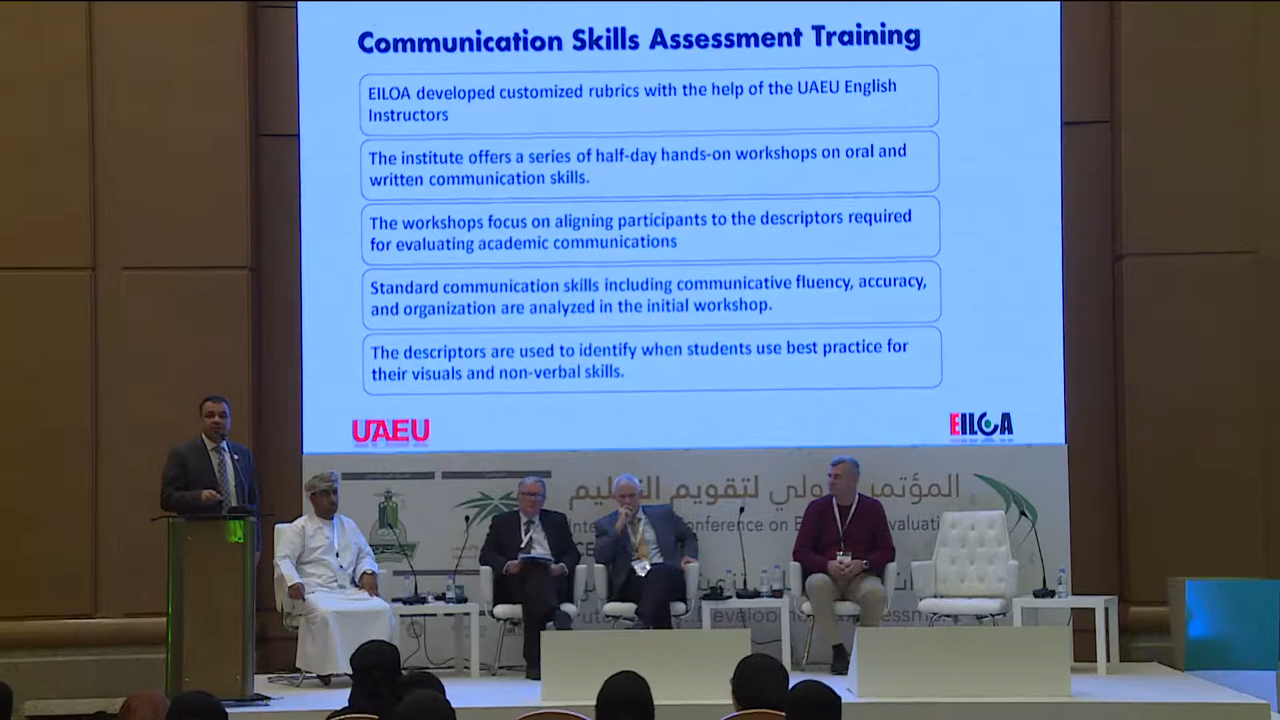 Communication Skills Assessment Training
EILOA developed customized rubrics with the help of the UAEU English
Instructors
The institute offers a series of half-day hands-on workshops on oral and
written communication skills.
The workshops focus on aligning participants to the descriptors required
for evaluating academic communications
Standard communication skills including communicative fluency, accuracy,
and organization are analyzed in the initial workshop.
The descriptors are used to identify when students use best practice for
their visuals and non-verbal skills.
UAEU
EILOA
المؤتمر الدولي لتقويم التعليم